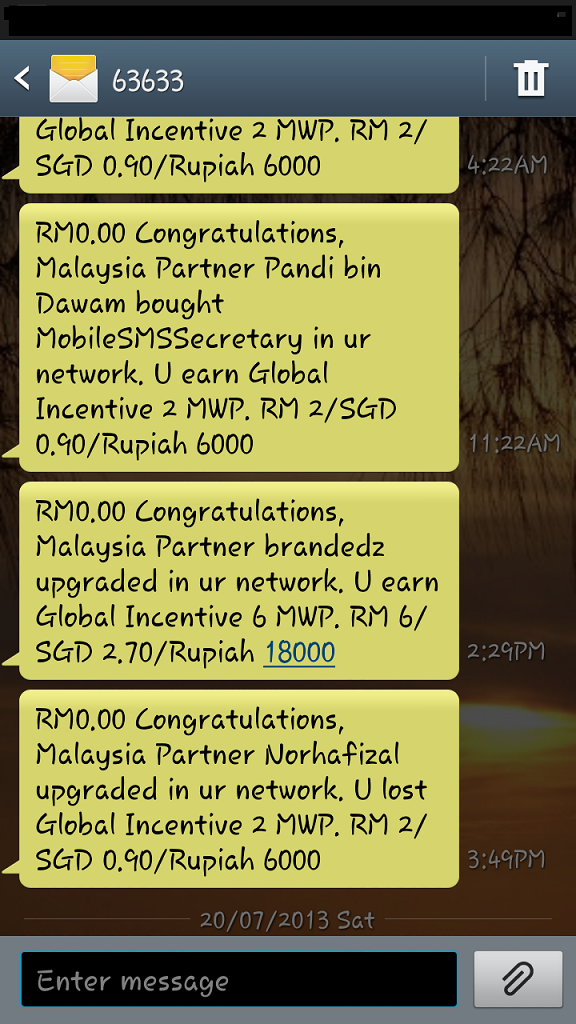 63633
Global Incentive 2 MWP. RM 2/
SGD 0.90/Rupiah 6000
4:22AM
RM0.00 Congratulations,
Malaysia Partner Pandi bin
Dawam bought
MobileSMSSecretary in ur
network. U earn Global
Incentive 2 MWP. RM 2/SGD
0.90/Rupiah 6000
11:22AM
RM0.00 Congratulations,
Malaysia Partner brandedz
upgraded in ur network. U earn
Global Incentive 6 MWP. RM 6/
SGD 2.70/Rupiah 18000
2:29PM
RM0.00 Congratulations,
Malaysia Partner Norhafizal
upgraded in ur network. U lost
Global Incentive 2 MWP. RM 2/
SGD 0.90/Rupiah 6000
3:49PM
20/07/2013 Sat
Enter message